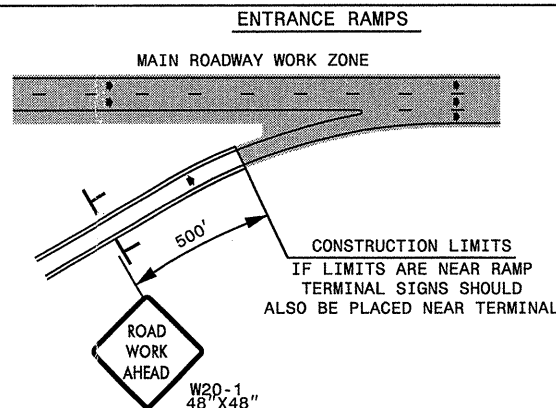 ENTRANCE RAMPS
MAIN ROADWAY WORK ZONE
500'
CONSTRUCTION LIMITS
IF LIMITS ARE NEAR RAMP
TERMINAL SIGNS SHOULD
ALSO BE PLACED NEAR TERMINAL
ROAD
WORK
AHEAD
W20-1
48"X48"